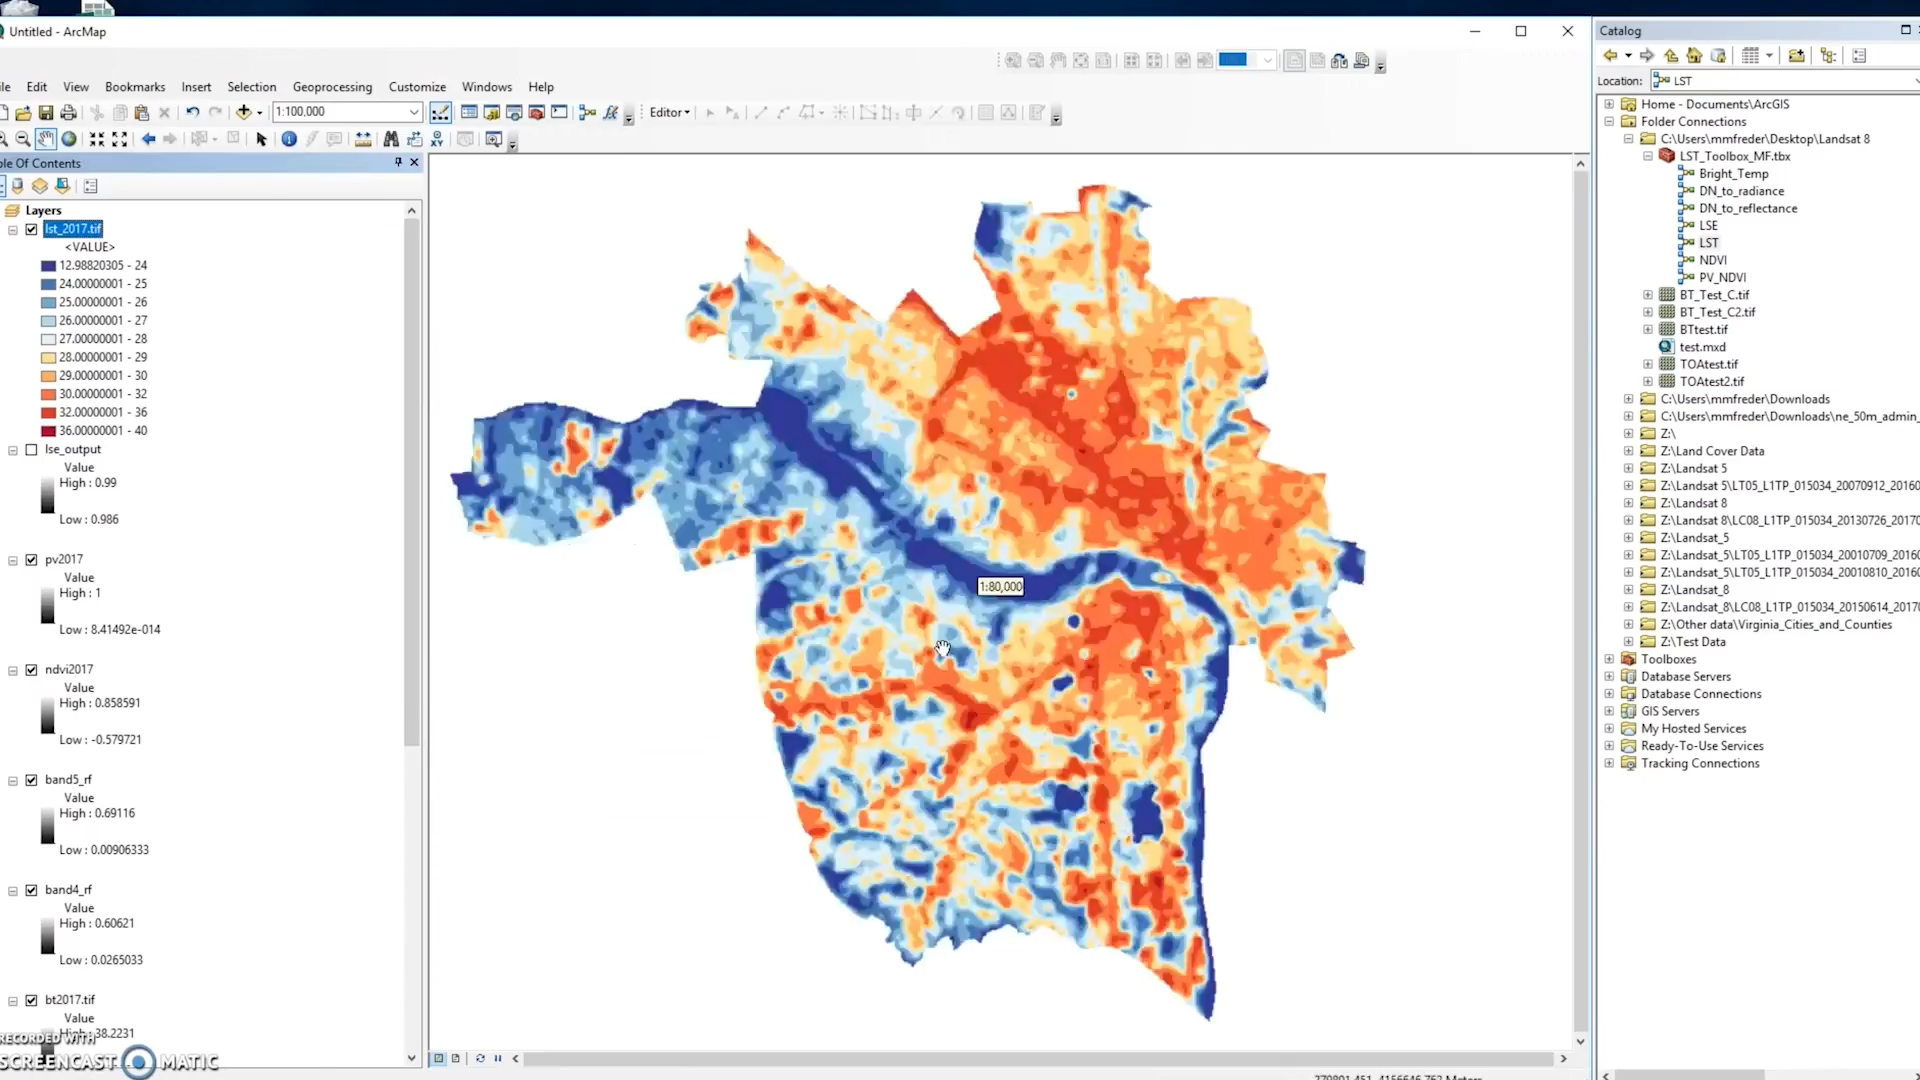 Untitled - ArcMap
Edit View Bookmarks Insert Selection Geoprocessing Customize Windows Help
1:100,000
Editor
Table Of Contents
Layers
lst_2017.tif
<VALUE>
12.98820305 - 24
24.00000001 - 25
25.00000001 - 26
26.00000001 - 27
27.00000001 - 28
28.00000001 - 29
29.00000001 - 30
30.00000001 - 32
32.00000001 - 36
36.00000001 - 40
lse_output
Value
High : 0.99
Low : 0.986
pv2017
Value
High : 1
Low : 8.41492e-014
ndvi2017
Value
High : 0.858591
Low : -0.579721
band5_rf
Value
High : 0.69116
Low : 0.00906333
band4_rf
Value
High : 0.60621
Low : 0.0265033
bt2017.tif
Value
High : 38.2231
RECORDED WITH
SCREENCAST MATIC
1:80,000
279801.451 4156646.762 Meters
Catalog
Location: LST
Home - Documents\ArcGIS
Folder Connections
C:\Users\mmfreder\Desktop\Landsat 8
LST_Toolbox_MF.tbx
Bright_Temp
DN_to_radiance
DN_to_reflectance
LSE
LST
NDVI
PV_NDVI
BT_Test_C.tif
BT_Test_C2.tif
BTtest.tif
test.mxd
TOAtest.tif
TOAtest2.tif
C:\Users\mmfreder\Downloads
C:\Users\mmfreder\Downloads\ne_50m_admin_
Z:\
Z:\Land Cover Data
Z:\Landsat 5
Z:\Landsat 5\LT05_L1TP_015034_20070912_2016
Z:\Landsat 8
Z:\Landsat 8\LC08_L1TP_015034_20130726_2017
Z:\Landsat_5
Z:\Landsat_5\LT05_L1TP_015034_20010709_2016
Z:\Landsat_5\LT05_L1TP_015034_20010810_2016
Z:\Landsat_8
Z:\Landsat_8\LC08_L1TP_015034_20150614_2017
Z:\Other data\Virginia_Cities_and_Counties
Z:\Test Data
Toolboxes
Database Servers
Database Connections
GIS Servers
My Hosted Services
Ready-To-Use Services
Tracking Connections